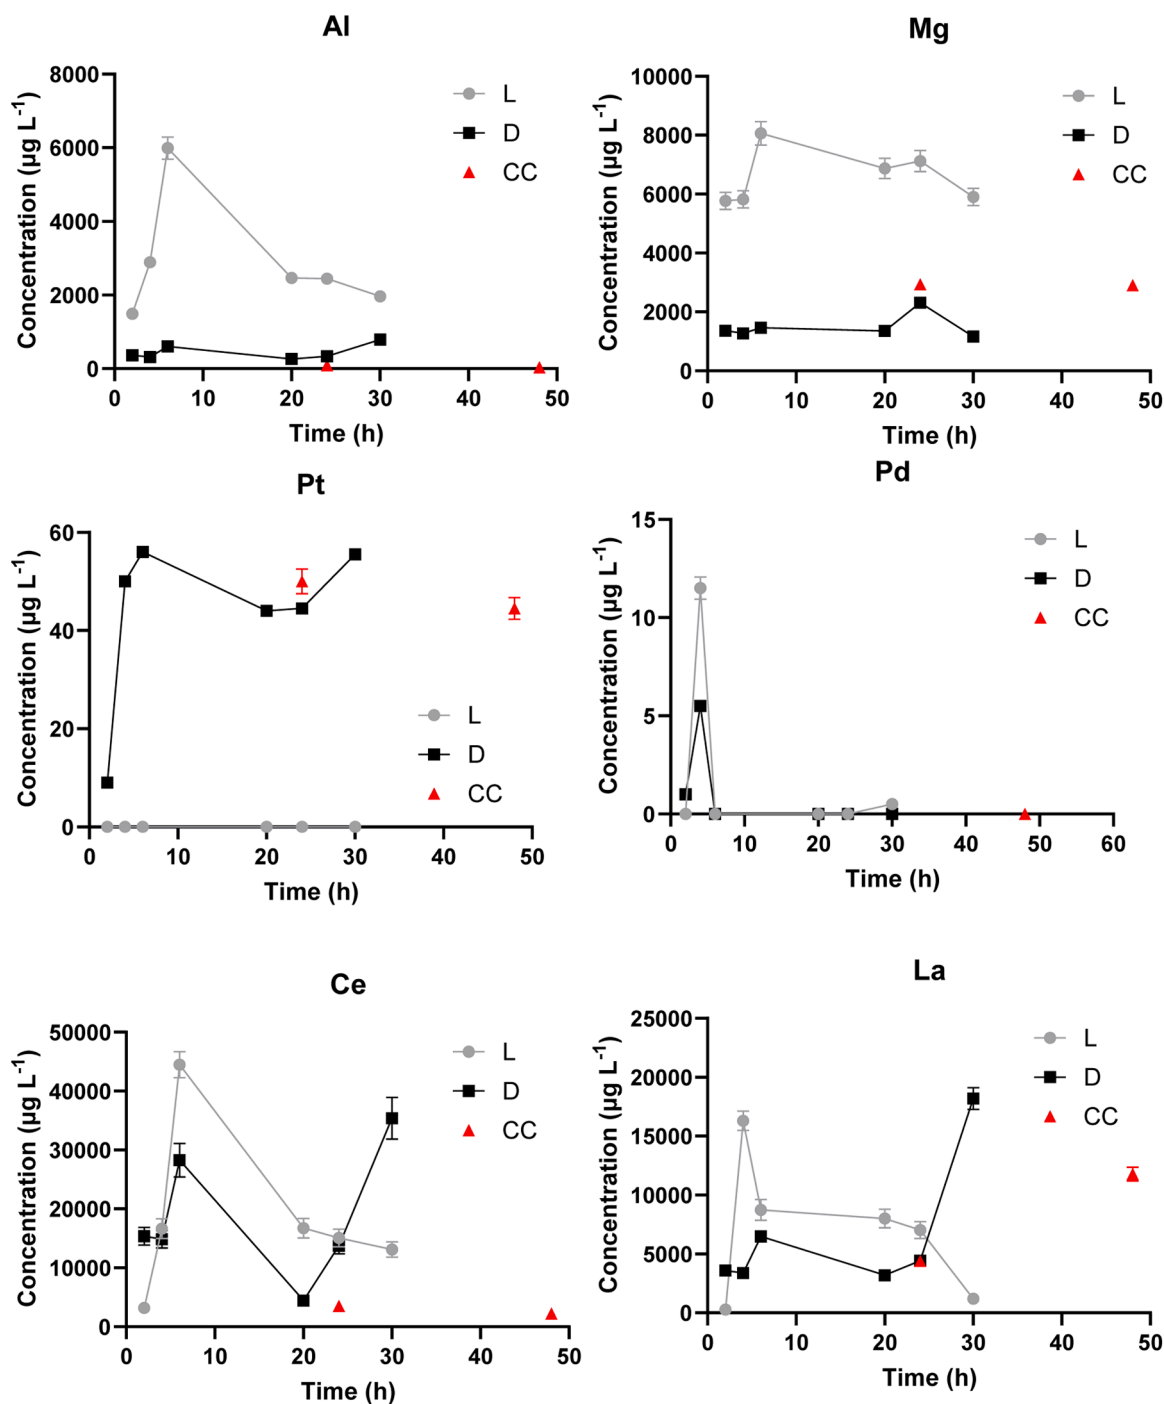 Al
Concentration (µg L⁻¹)
8000
6000
4000
2000
0
0 10 20 30 40 50
Time (h)
L
D
CC
Mg
Concentration (µg L⁻¹)
10000
8000
6000
4000
2000
0
0 10 20 30 40 50
Time (h)
L
D
CC
Pt
Concentration (µg L⁻¹)
60
40
20
0
0 10 20 30 40 50
Time (h)
L
D
CC
Pd
Concentration (µg L⁻¹)
15
10
5
0
0 10 20 30 40 50 60
Time (h)
L
D
CC
Ce
Concentration (µg L⁻¹)
50000
40000
30000
20000
10000
0
0 10 20 30 40 50
Time (h)
L
D
CC
La
Concentration (µg L⁻¹)
25000
20000
15000
10000
5000
0
0 10 20 30 40 50
Time (h)
L
D
CC